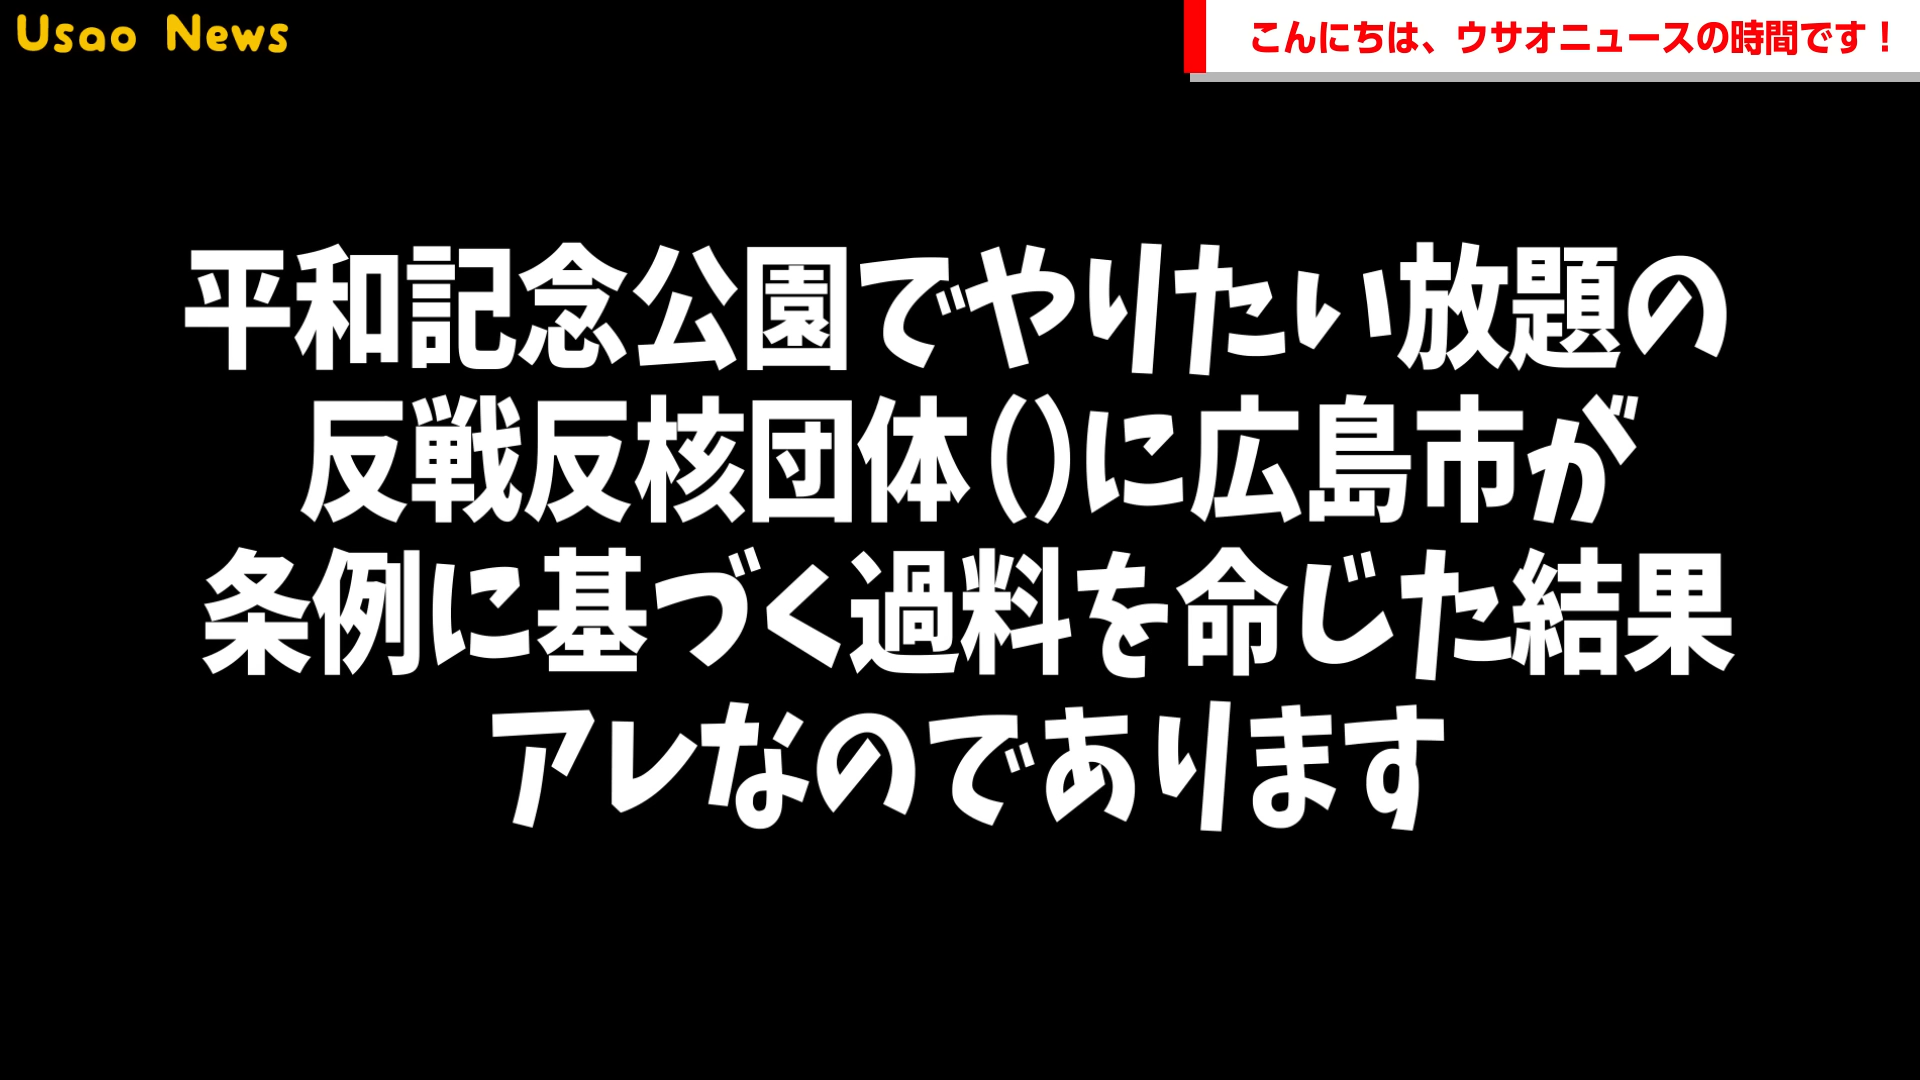 Usao News
こんにちは、ウサオニュースの時間です！
平和記念公園でやりたい放題の
反戦反核団体()に広島市が
条例に基づく過料を命じた結果
アレなのであります